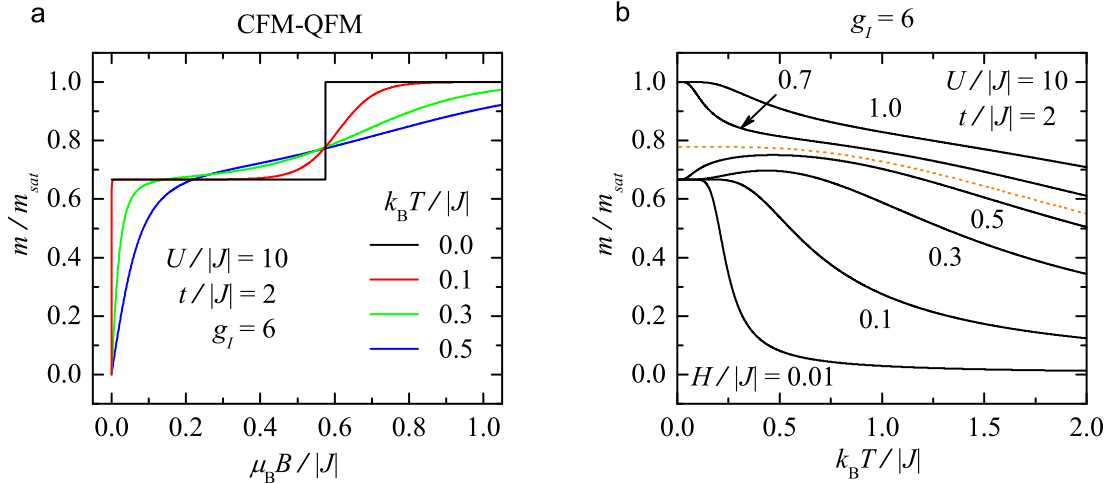 a
CFM-QFM
m / m_sat
1.0
0.8
0.6
0.4
0.2
0.0
U / |J| = 10
t / |J| = 2
g_I = 6
k_B T / |J|
0.0
0.1
0.3
0.5
0.0 0.2 0.4 0.6 0.8 1.0
μ_B B / |J|
b
g_I = 6
m / m_sat
1.0
0.8
0.6
0.4
0.2
0.0
0.7
1.0
U / |J| = 10
t / |J| = 2
0.5
0.3
0.1
H / |J| = 0.01
0.0 0.5 1.0 1.5 2.0
k_B T / |J|